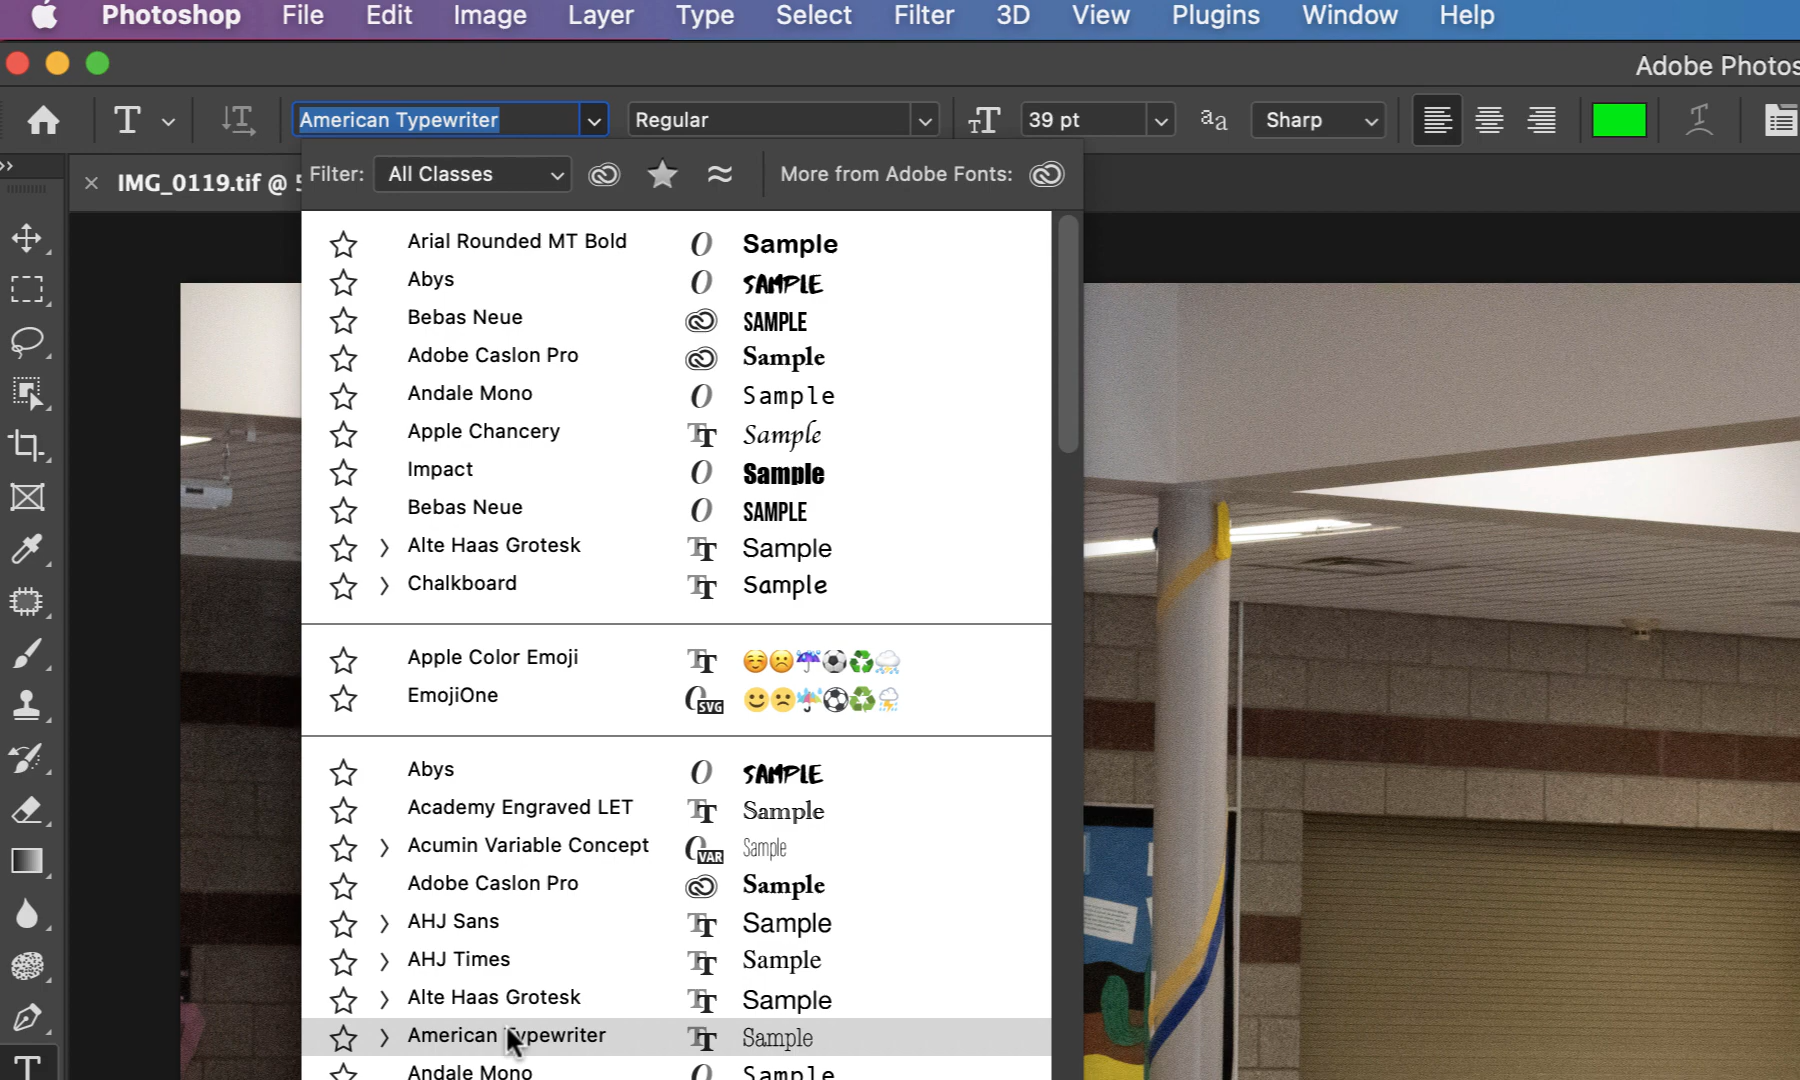 Photoshop File Edit Image Layer Type Select Filter 3D View Plugins Window Help
Adobe Photos
American Typewriter Regular 39 pt Sharp
IMG_0119.tif @ 5
Filter: All Classes More from Adobe Fonts:
Arial Rounded MT Bold Sample
Abys SAMPLE
Bebas Neue SAMPLE
Adobe Caslon Pro Sample
Andale Mono Sample
Apple Chancery Sample
Impact Sample
Bebas Neue SAMPLE
Alte Haas Grotesk Sample
Chalkboard Sample
Apple Color Emoji
EmojiOne SVG
Abys SAMPLE
Academy Engraved LET Sample
Acumin Variable Concept VAR Sample
Adobe Caslon Pro Sample
AHJ Sans Sample
AHJ Times Sample
Alte Haas Grotesk Sample
American Typewriter Sample
Andale Mono Sample